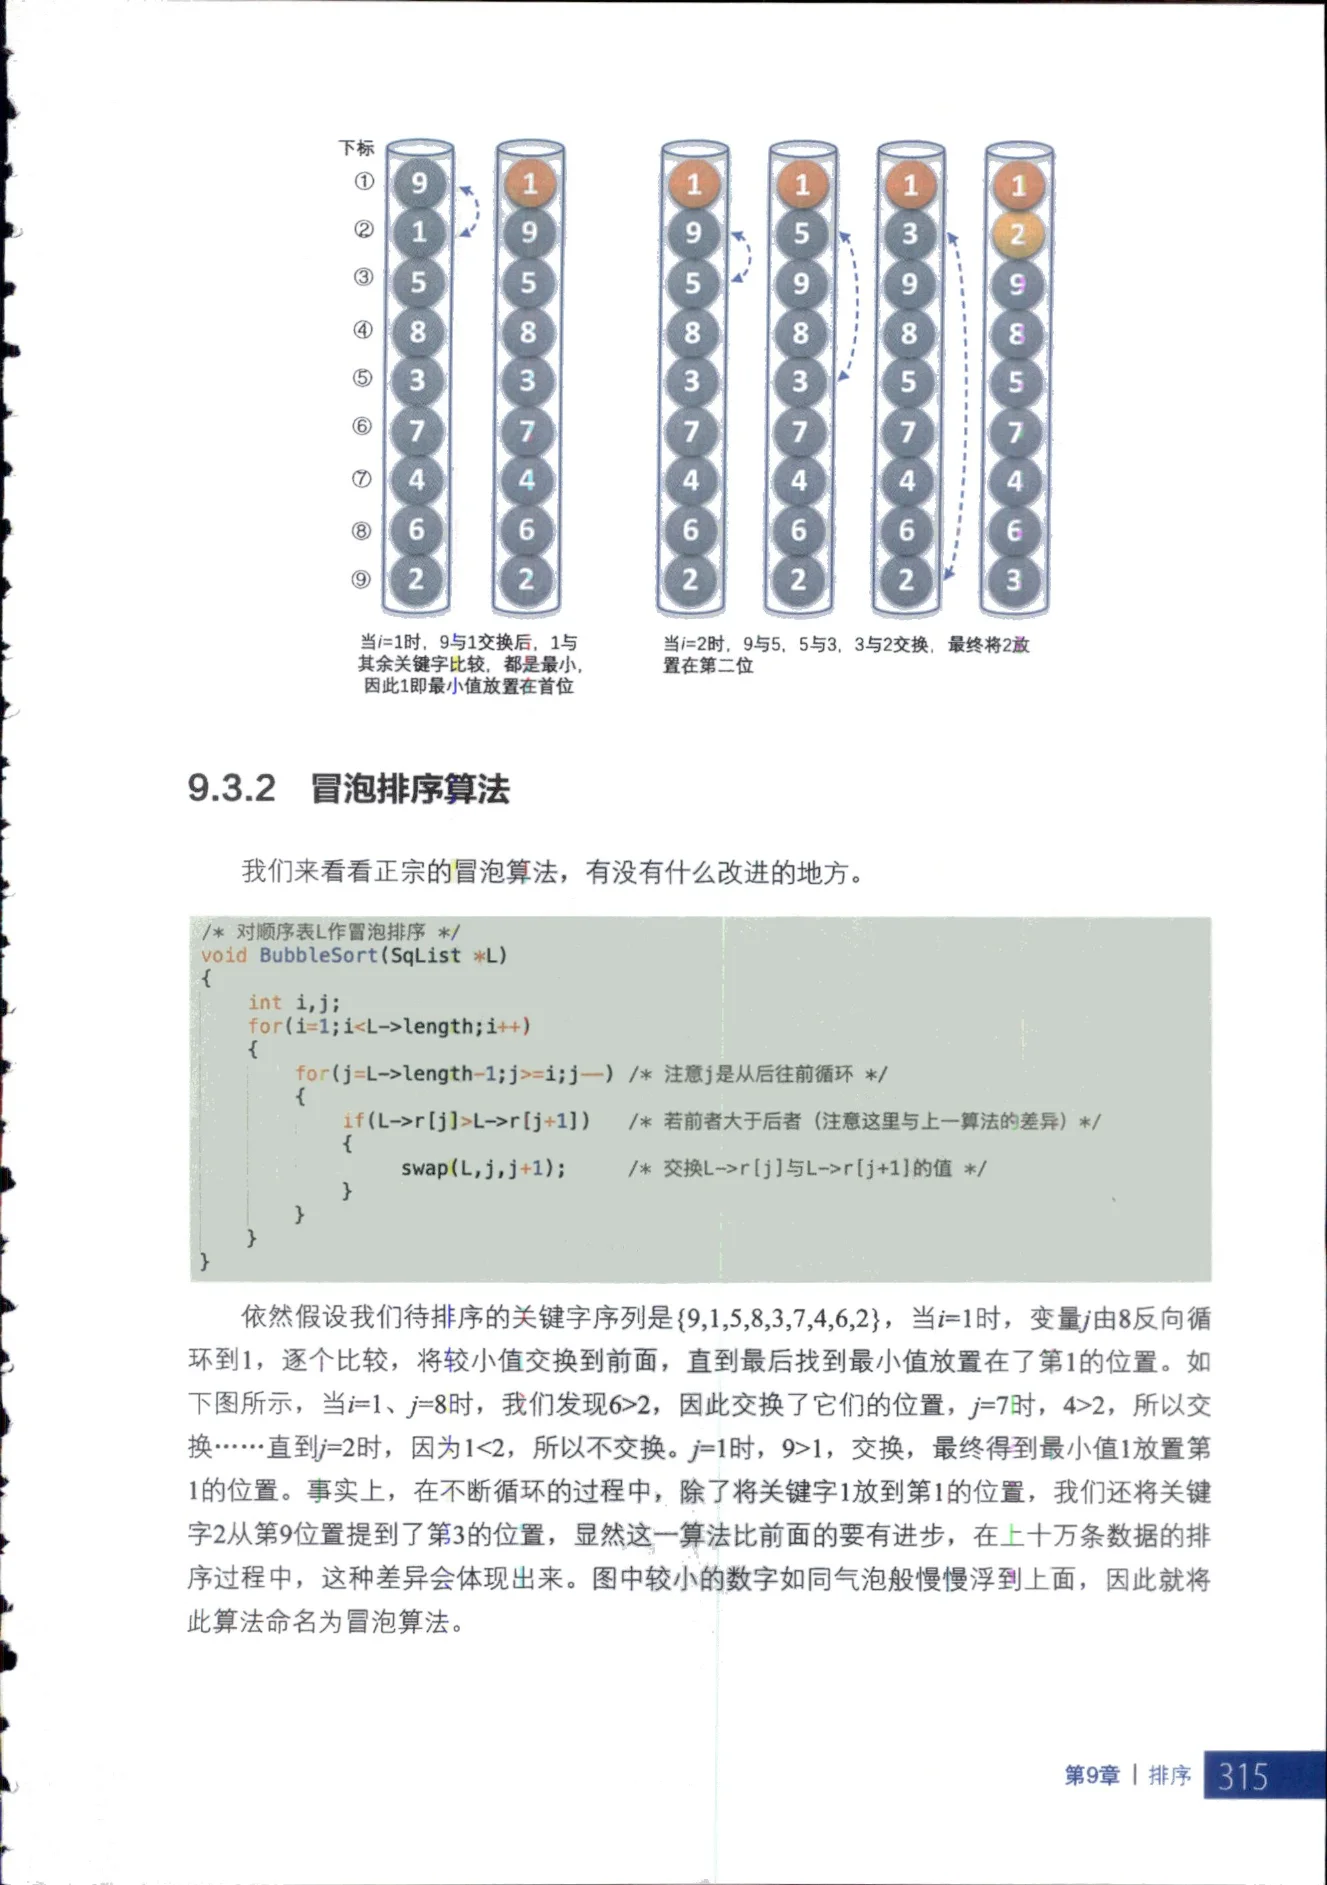 下标
① 9 1 1 1 1 1
② 1 9 9 5 3 2
③ 5 5 5 9 9 9
④ 8 8 8 8 8 8
⑤ 3 3 3 3 5 5
⑥ 7 7 7 7 7 7
⑦ 4 4 4 4 4 4
⑧ 6 6 6 6 6 6
⑨ 2 2 2 2 2 3
当i=1时，9与1交换后，1与
其余关键字比较，都是最小，
因此1即最小值放置在首位
当i=2时，9与5，5与3，3与2交换，最终将2放
置在第二位
9.3.2 冒泡排序算法
我们来看看正宗的冒泡算法，有没有什么改进的地方。
/* 对顺序表L作冒泡排序 */
void BubbleSort(SqList *L)
{
    int i,j;
    for(i=1;i<L->length;i++)
    {
        for(j=L->length-1;j>=i;j--) /* 注意j是从后往前循环 */
        {
            if(L->r[j]>L->r[j+1])   /* 若前者大于后者（注意这里与上一算法的差异）*/
            {
                 swap(L,j,j+1);     /* 交换L->r[j]与L->r[j+1]的值 */
            }
        }
    }
}
依然假设我们待排序的关键字序列是{9,1,5,8,3,7,4,6,2}，当i=1时，变量j由8反向循
环到1，逐个比较，将较小值交换到前面，直到最后找到最小值放置在了第1的位置。如
下图所示，当i=1、j=8时，我们发现6>2，因此交换了它们的位置，j=7时，4>2，所以交
换……直到j=2时，因为1<2，所以不交换。j=1时，9>1，交换，最终得到最小值1放置第
1的位置。事实上，在不断循环的过程中，除了将关键字1放到第1的位置，我们还将关键
字2从第9位置提到了第3的位置，显然这一算法比前面的要有进步，在上十万条数据的排
序过程中，这种差异会体现出来。图中较小的数字如同气泡般慢慢浮到上面，因此就将
此算法命名为冒泡算法。
第9章 | 排序 315